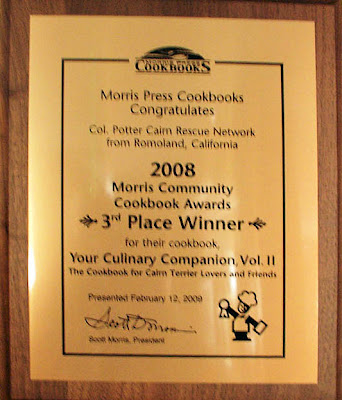 MORRIS PRESS
COOKBOOKS
Morris Press Cookbooks
Congratulates
Col. Potter Cairn Rescue Network
from Romoland, California
2008
Morris Community
Cookbook Awards
3rd Place Winner
for their cookbook,
Your Culinary Companion Vol. II
The Cookbook for Cairn Terrier Lovers and Friends
Presented February 12, 2009
Scott Morris
Scott Morris, President